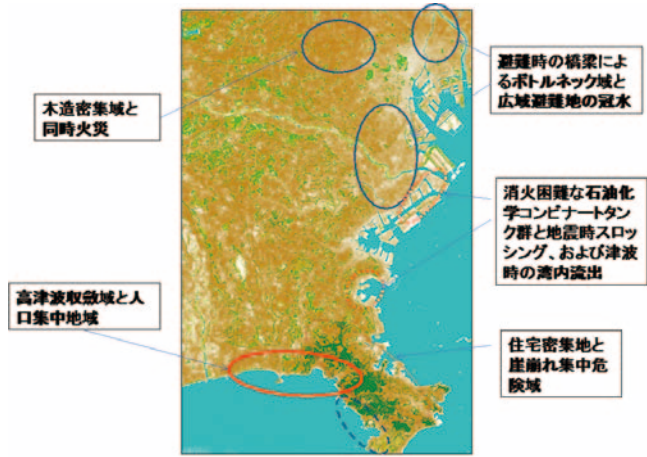 木造密集域と
同時火災
避難時の橋梁によ
るボトルネック域と
広域避難地の冠水
消火困難な石油化
学コンビナートタン
ク群と地震時スロッ
シング、および津波
時の湾内流出
高津波収斂域と人
口集中地域
住宅密集地と
崖崩れ集中危
険域